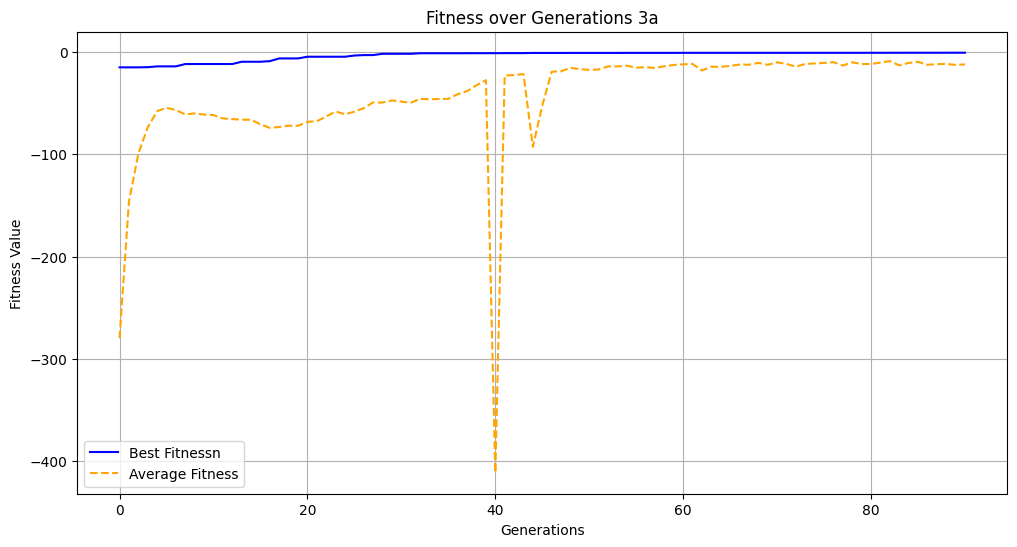 Fitness over Generations 3a
Fitness Value
0
−100
−200
−300
−400
Best Fitnessn
Average Fitness
0
20
40
60
80
Generations